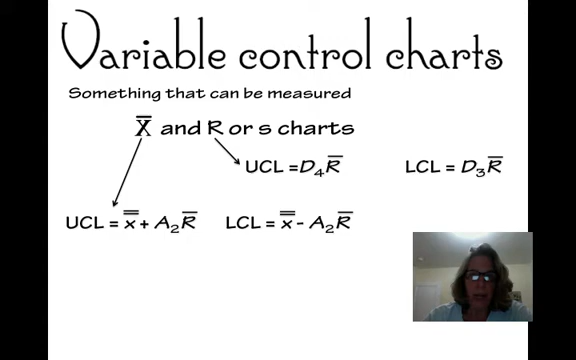 Variable control charts
Something that can be measured
X̅ and R or s charts
UCL =D₄R̅ LCL = D₃R̅
UCL = x̿ + A₂R̅ LCL = x̿ - A₂R̅